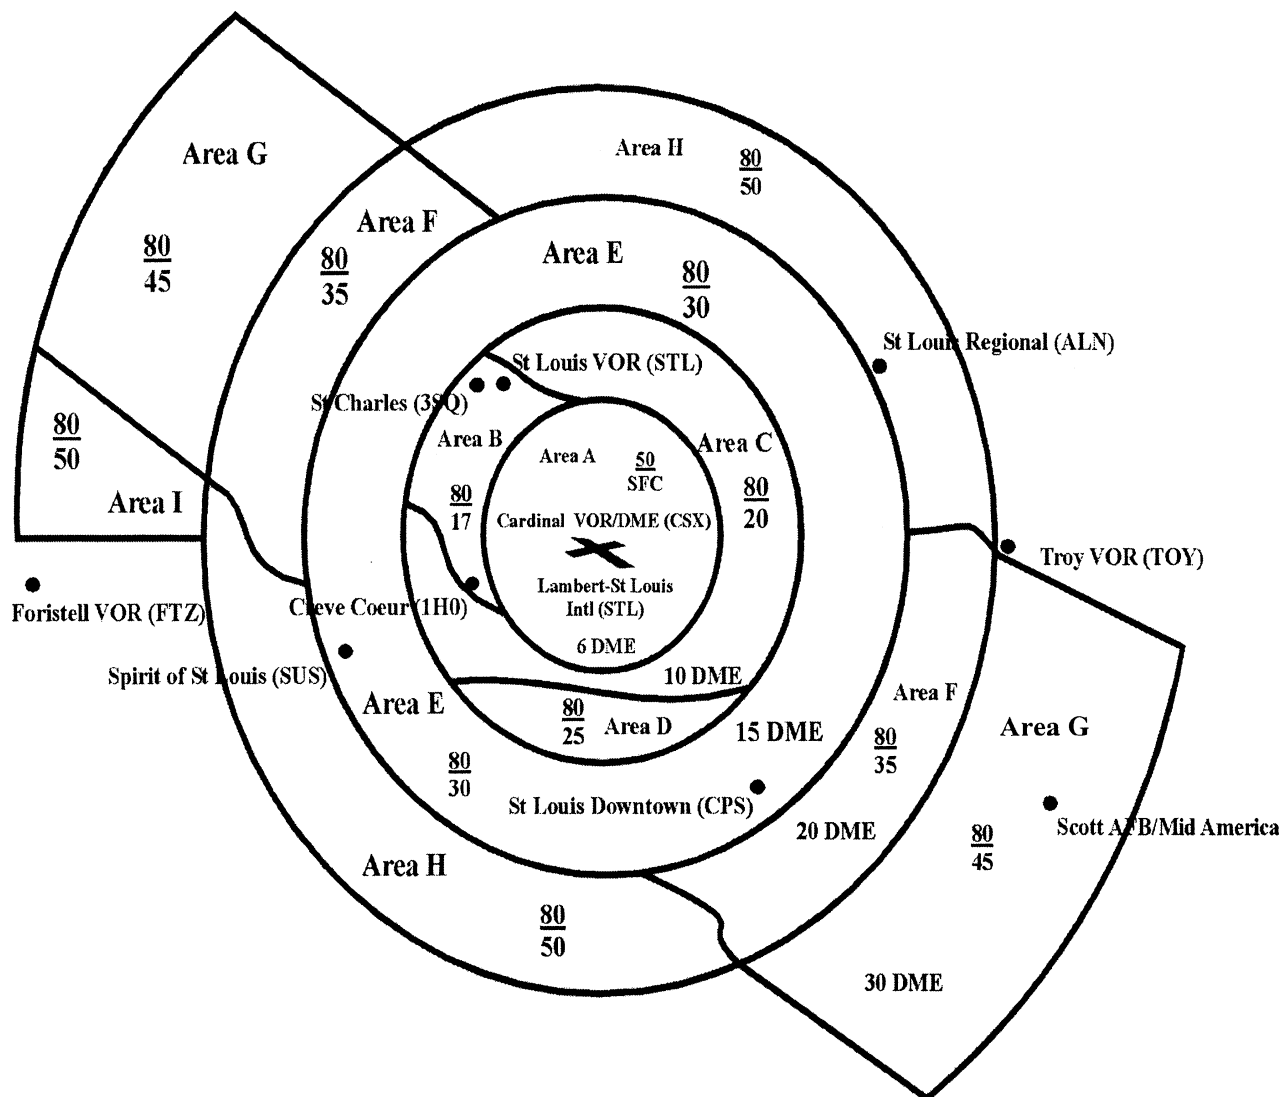 Area G
80
45
Area H
80
50
Area F
80
35
Area E
80
30
St Louis Regional (ALN)
St Louis VOR (STL)
St Charles (3SQ)
Area B
80
17
Area A
50
SFC
Area C
80
20
80
50
Area I
Cardinal VOR/DME (CSX)
Lambert-St Louis
Intl (STL)
6 DME
Troy VOR (TOY)
Foristell VOR (FTZ)
Creve Coeur (1H0)
Spirit of St Louis (SUS)
10 DME
Area E
80
30
80
25
Area D
15 DME
Area F
80
35
Area G
80
45
St Louis Downtown (CPS)
20 DME
Scott AFB/Mid America
Area H
80
50
30 DME